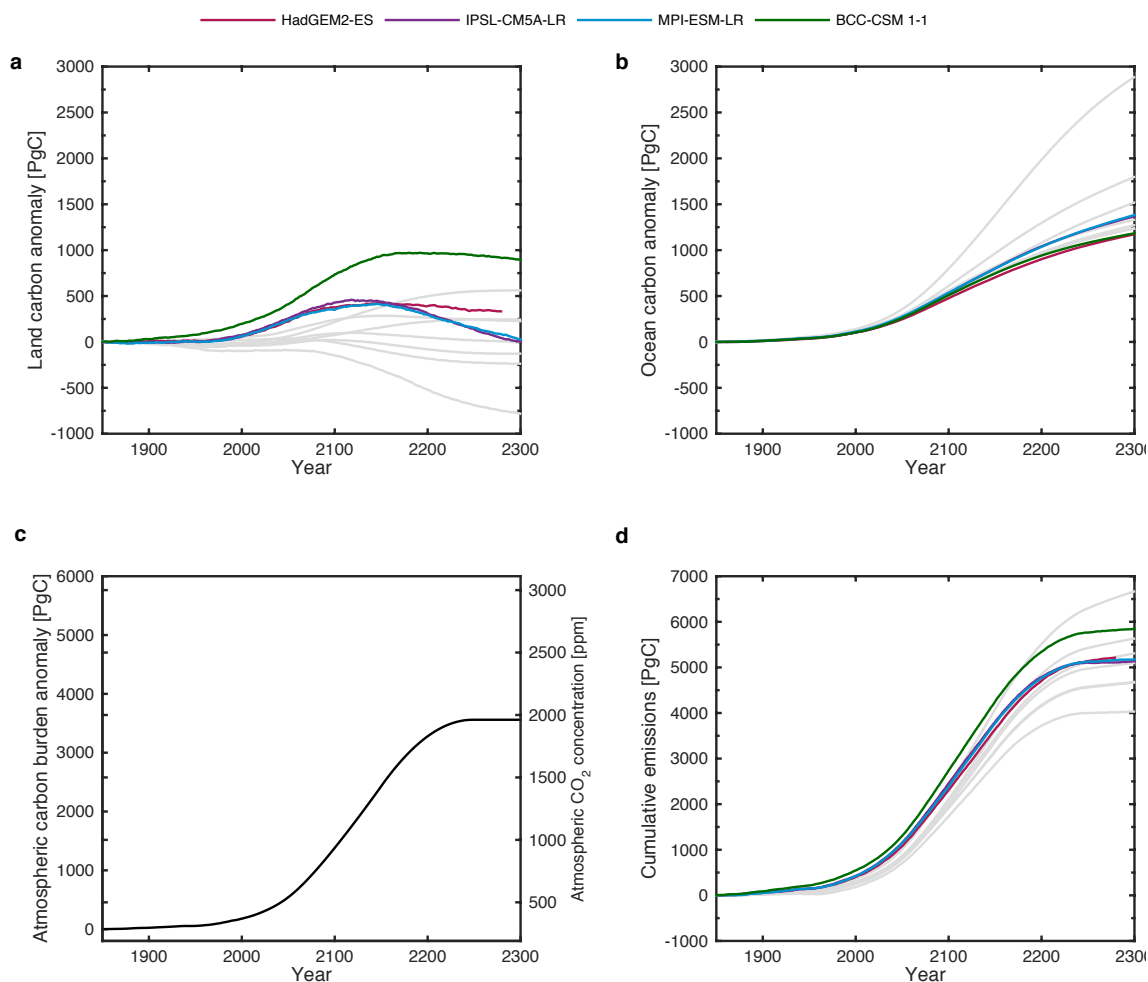 HadGEM2-ES IPSL-CM5A-LR MPI-ESM-LR BCC-CSM 1-1
a
Land carbon anomaly [PgC]
3000
2500
2000
1500
1000
500
0
-500
-1000
1900 2000 2100 2200 2300
Year
b
Ocean carbon anomaly [PgC]
3000
2500
2000
1500
1000
500
0
-500
-1000
1900 2000 2100 2200 2300
Year
c
Atmospheric carbon burden anomaly [PgC]
6000
5000
4000
3000
2000
1000
0
3000
2500
2000
1500
1000
500
Atmospheric CO2 concentration [ppm]
1900 2000 2100 2200 2300
Year
d
Cumulative emissions [PgC]
7000
6000
5000
4000
3000
2000
1000
0
-1000
1900 2000 2100 2200 2300
Year